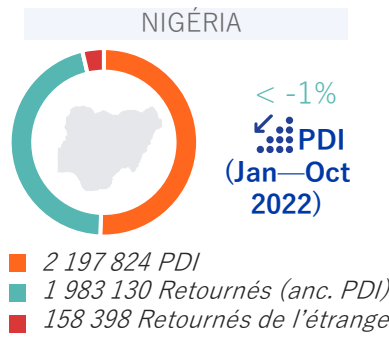 NIGÉRIA
< -1%
PDI
(Jan—Oct
2022)
2 197 824 PDI
1 983 130 Retournés (anc. PDI)
158 398 Retournés de l’étrange